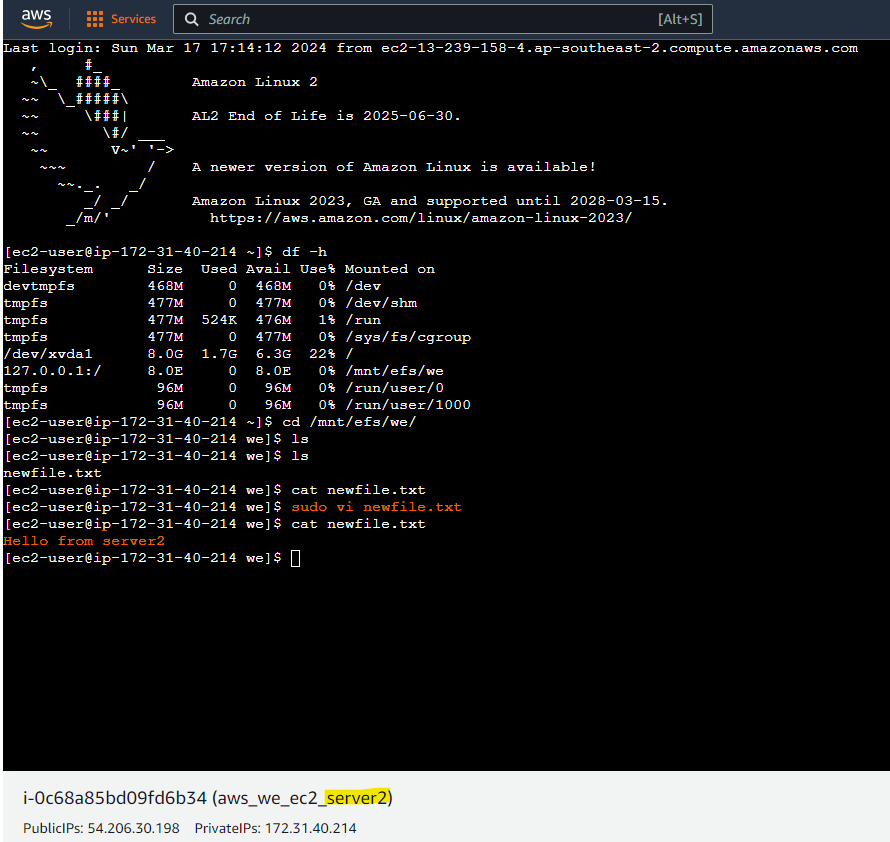 aws
Services
Search
[Alt+S]
Last login: Sun Mar 17 17:14:12 2024 from ec2-13-239-158-4.ap-southeast-2.compute.amazonaws.com
   ,     #_
   ~\_  ####_        Amazon Linux 2
  ~~  \_#####\
  ~~     \###|       AL2 End of Life is 2025-06-30.
  ~~       \#/ ___
   ~~       V~' '->
    ~~~         /    A newer version of Amazon Linux is available!
      ~~._.   _/
         _/ _/       Amazon Linux 2023, GA and supported until 2028-03-15.
       _/m/'           https://aws.amazon.com/linux/amazon-linux-2023/
[ec2-user@ip-172-31-40-214 ~]$ df -h
Filesystem      Size  Used Avail Use% Mounted on
devtmpfs        468M     0  468M   0% /dev
tmpfs           477M     0  477M   0% /dev/shm
tmpfs           477M  524K  476M   1% /run
tmpfs           477M     0  477M   0% /sys/fs/cgroup
/dev/xvda1      8.0G  1.7G  6.3G  22% /
127.0.0.1:/     8.0E     0  8.0E   0% /mnt/efs/we
tmpfs            96M     0   96M   0% /run/user/0
tmpfs            96M     0   96M   0% /run/user/1000
[ec2-user@ip-172-31-40-214 ~]$ cd /mnt/efs/we/
[ec2-user@ip-172-31-40-214 we]$ ls
[ec2-user@ip-172-31-40-214 we]$ ls
newfile.txt
[ec2-user@ip-172-31-40-214 we]$ cat newfile.txt
[ec2-user@ip-172-31-40-214 we]$ sudo vi newfile.txt
[ec2-user@ip-172-31-40-214 we]$ cat newfile.txt
Hello from server2
[ec2-user@ip-172-31-40-214 we]$
i-0c68a85bd09fd6b34 (aws_we_ec2_server2)
PublicIPs: 54.206.30.198 PrivateIPs: 172.31.40.214